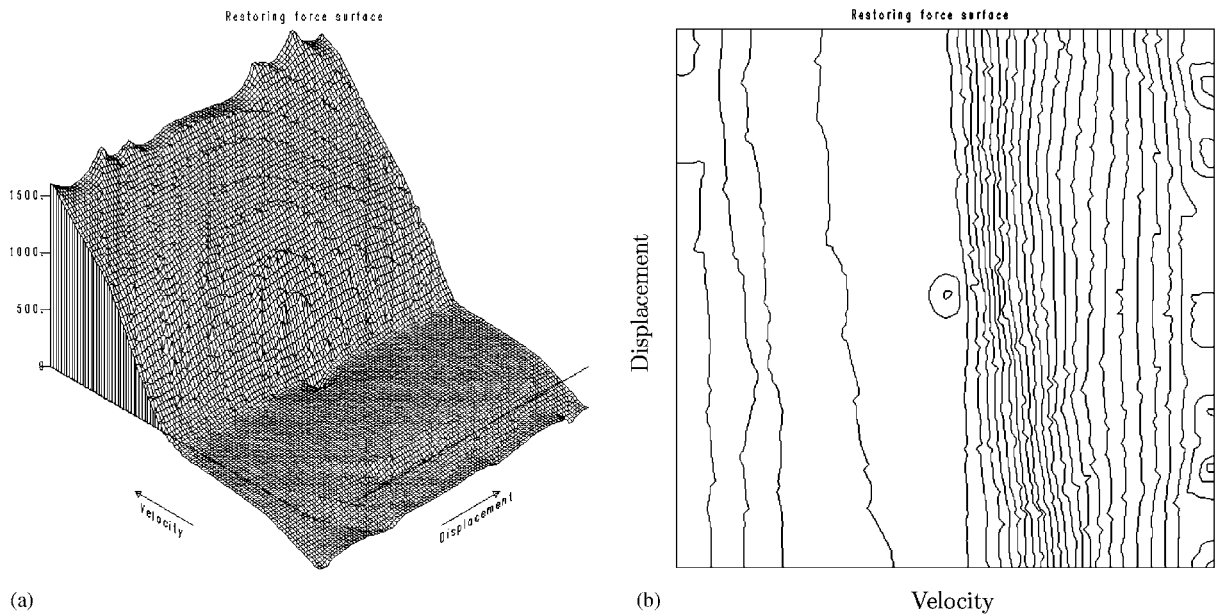 Restoring force surface
1500
1000
500
0
Velocity
Displacement
(a)
Restoring force surface
Displacement
Velocity
(b)